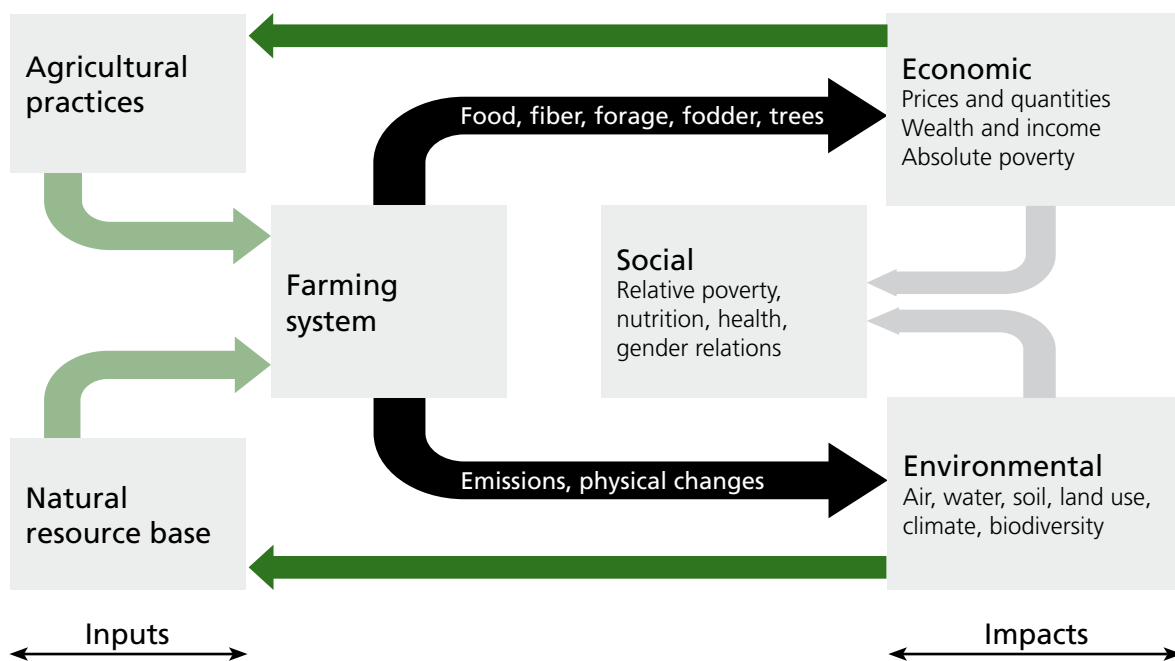 Agricultural
practices
Economic
Prices and quantities
Wealth and income
Absolute poverty
Food, fiber, forage, fodder, trees
Farming
system
Social
Relative poverty,
nutrition, health,
gender relations
Natural
resource base
Emissions, physical changes
Environmental
Air, water, soil, land use,
climate, biodiversity
Inputs
Impacts